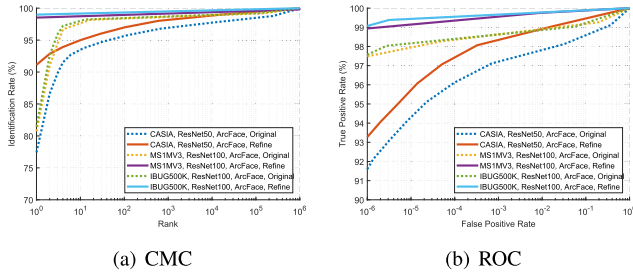 100
95
90
85
80
75
70
Identification Rate (%)
10^0 10^1 10^2 10^3 10^4 10^5 10^6
Rank
CASIA, ResNet50, ArcFace, Original
CASIA, ResNet50, ArcFace, Refine
MS1MV3, ResNet100, ArcFace, Original
MS1MV3, ResNet100, ArcFace, Refine
IBUG500K, ResNet100, ArcFace, Original
IBUG500K, ResNet100, ArcFace, Refine
(a) CMC
100
99
98
97
96
95
94
93
92
91
90
True Positive Rate (%)
10^-6 10^-5 10^-4 10^-3 10^-2 10^-1 10^0
False Positive Rate
CASIA, ResNet50, ArcFace, Original
CASIA, ResNet50, ArcFace, Refine
MS1MV3, ResNet100, ArcFace, Original
MS1MV3, ResNet100, ArcFace, Refine
IBUG500K, ResNet100, ArcFace, Original
IBUG500K, ResNet100, ArcFace, Refine
(b) ROC